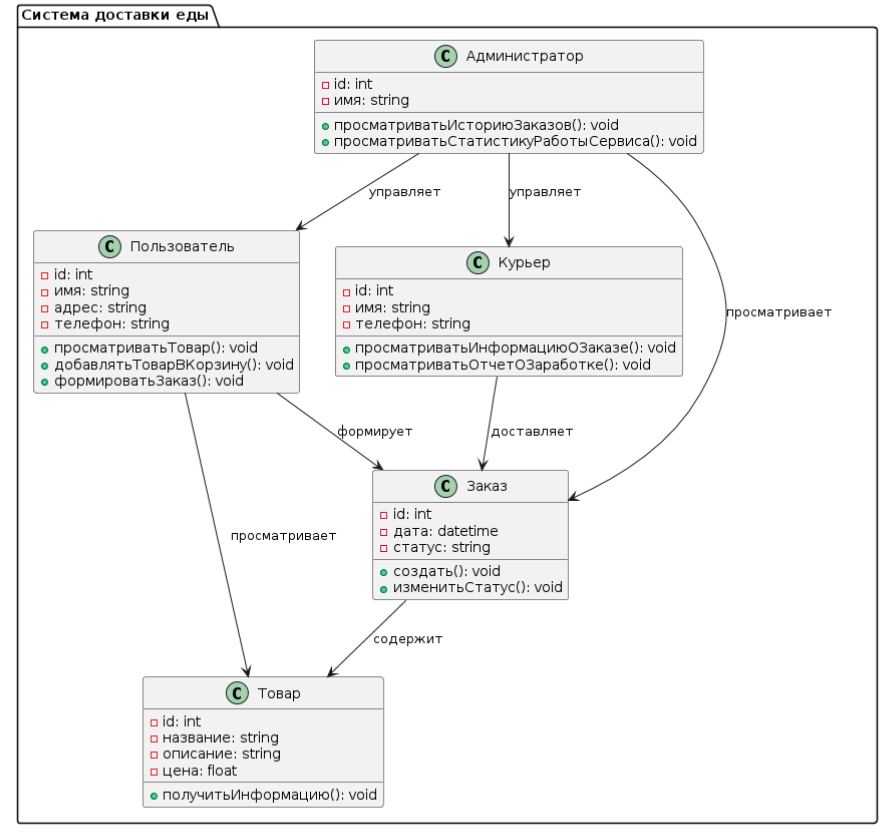 Система доставки еды
C Администратор
id: int
имя: string
просматриватьИсториюЗаказов(): void
просматриватьСтатистикуРаботыСервиса(): void
управляет
управляет
просматривает
C Пользователь
id: int
имя: string
адрес: string
телефон: string
просматриватьТовар(): void
добавлятьТоварВКорзину(): void
формироватьЗаказ(): void
C Курьер
id: int
имя: string
телефон: string
просматриватьИнформациюОЗаказе(): void
просматриватьОтчетОЗаработке(): void
формирует
доставляет
C Заказ
id: int
дата: datetime
статус: string
создать(): void
изменитьСтатус(): void
просматривает
содержит
C Товар
id: int
название: string
описание: string
цена: float
получитьИнформацию(): void